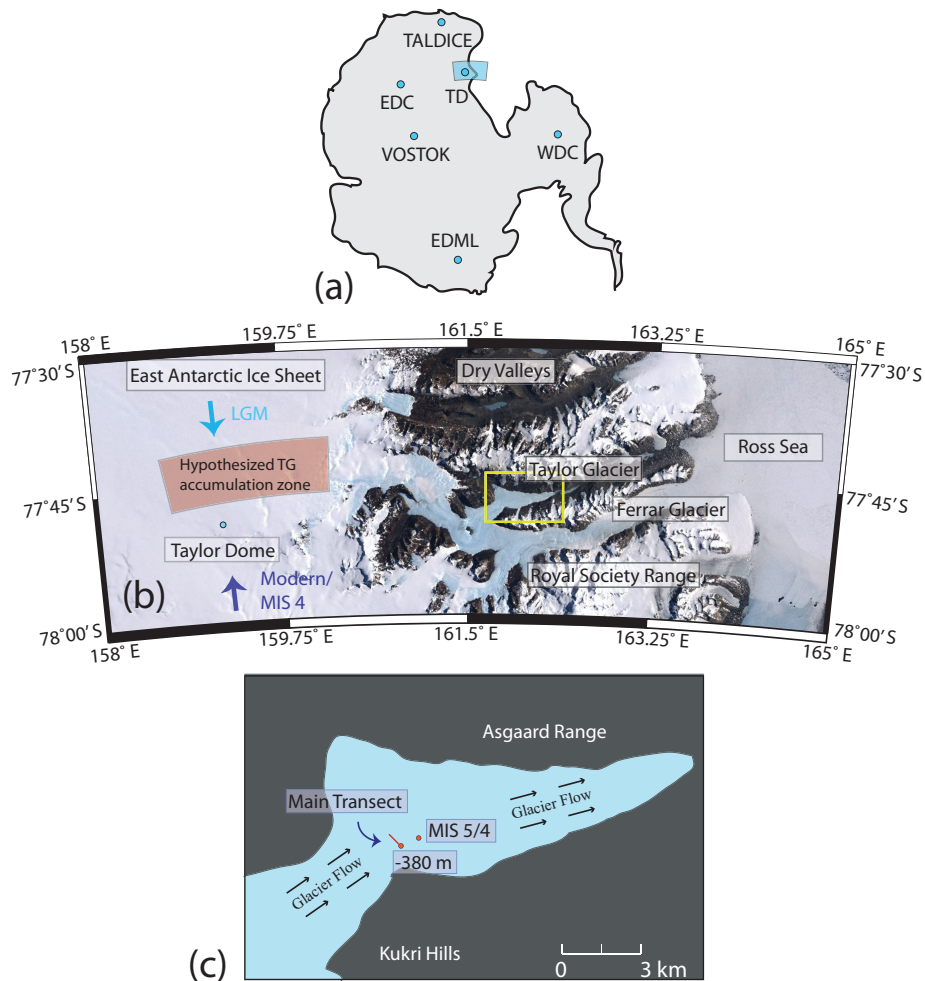 TALDICE
TD
EDC
VOSTOK
WDC
EDML
(a)
158° E
159.75° E
161.5° E
163.25° E
165° E
77°30' S
77°30' S
East Antarctic Ice Sheet
Dry Valleys
LGM
Ross Sea
Hypothesized TG
accumulation zone
Taylor Glacier
77°45' S
77°45' S
Ferrar Glacier
Taylor Dome
Royal Society Range
(b)
Modern/
MIS 4
78°00' S
78°00' S
158° E
159.75° E
161.5° E
163.25° E
165° E
Asgaard Range
Main Transect
Glacier Flow
MIS 5/4
-380 m
Glacier Flow
Kukri Hills
(c)
0
3 km